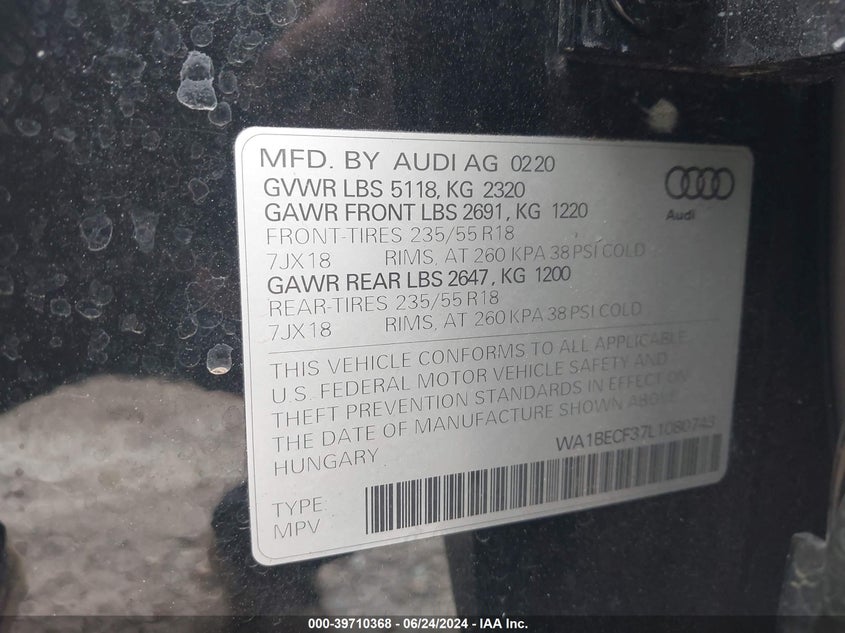 MFD. BY AUDI AG 0220
GVWR LBS 5118, KG 2320
GAWR FRONT LBS 2691, KG 1220
FRONT-TIRES 235/55 R18
7JX18 RIMS, AT 260 KPA 38 PSI COLD
GAWR REAR LBS 2647, KG 1200
REAR-TIRES 235/55 R18
7JX18 RIMS, AT 260 KPA 38 PSI COLD
Audi
THIS VEHICLE CONFORMS TO ALL APPLICABLE
U.S. FEDERAL MOTOR VEHICLE SAFETY AND
THEFT PREVENTION STANDARDS IN EFFECT ON
THE DATE OF MANUFACTURE SHOWN ABOVE.
HUNGARY
WA1BECF37L1080743
TYPE
MPV
000-39710368 - 06/24/2024 - IAA Inc.